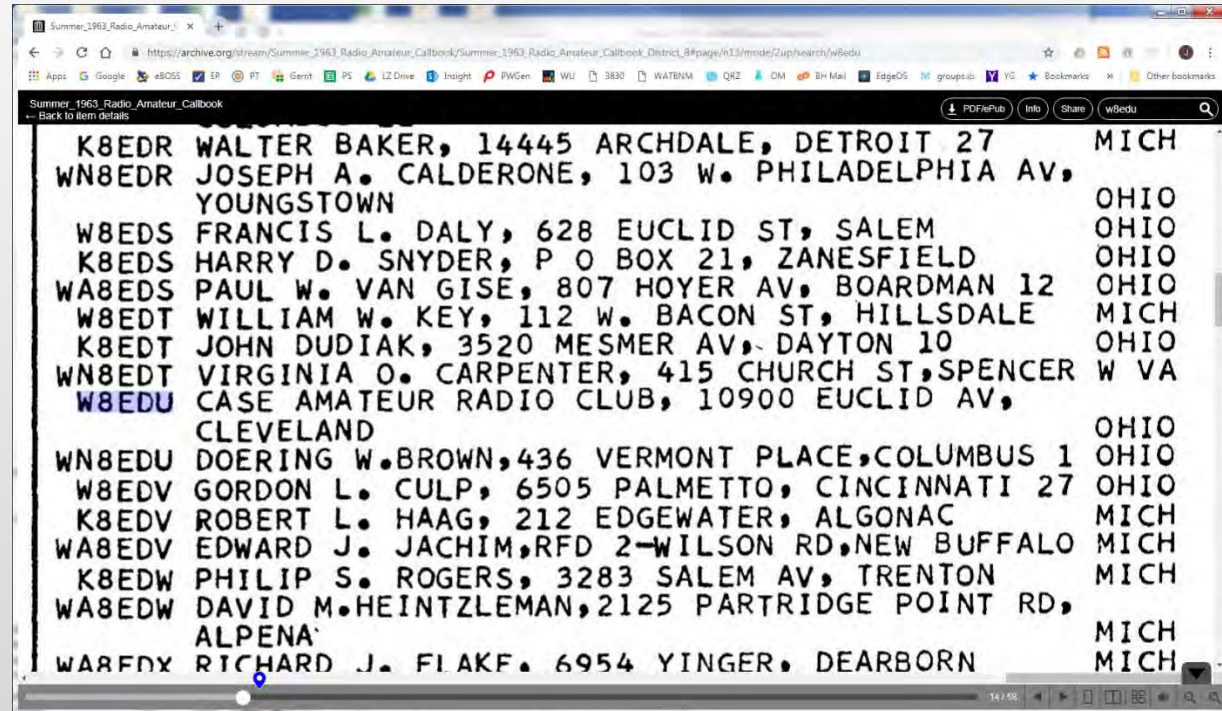 Summer_1963_Radio_Amateur_C
https://archive.org/stream/Summer_1963_Radio_Amateur_Callbook/Summer_1963_Radio_Amateur_Callbook_District_8#page/n13/mode/2up/search/w8edu
Apps Google eBOSS EP PT Gerrit PS LZ Drive Insight PWGen WU 3830 WA7BNM QRZ OM BH Mail EdgeOS groups.io YG Bookmarks Other bookmarks
Summer_1963_Radio_Amateur_Callbook
← Back to item details
PDF/ePub Info Share w8edu
K8EDR WALTER BAKER, 14445 ARCHDALE, DETROIT 27 MICH
WN8EDR JOSEPH A. CALDERONE, 103 W. PHILADELPHIA AV,
YOUNGSTOWN OHIO
W8EDS FRANCIS L. DALY, 628 EUCLID ST, SALEM OHIO
K8EDS HARRY D. SNYDER, P O BOX 21, ZANESFIELD OHIO
WA8EDS PAUL W. VAN GISE, 807 HOYER AV, BOARDMAN 12 OHIO
W8EDT WILLIAM W. KEY, 112 W. BACON ST, HILLSDALE MICH
K8EDT JOHN DUDIAK, 3520 MESMER AV, DAYTON 10 OHIO
WN8EDT VIRGINIA O. CARPENTER, 415 CHURCH ST,SPENCER W VA
W8EDU CASE AMATEUR RADIO CLUB, 10900 EUCLID AV,
CLEVELAND OHIO
WN8EDU DOERING W.BROWN,436 VERMONT PLACE,COLUMBUS 1 OHIO
W8EDV GORDON L. CULP, 6505 PALMETTO, CINCINNATI 27 OHIO
K8EDV ROBERT L. HAAG, 212 EDGEWATER, ALGONAC MICH
WA8EDV EDWARD J. JACHIM,RFD 2-WILSON RD,NEW BUFFALO MICH
K8EDW PHILIP S. ROGERS, 3283 SALEM AV, TRENTON MICH
WA8EDW DAVID M.HEINTZLEMAN,2125 PARTRIDGE POINT RD,
ALPENA MICH
WA8EDX RICHARD J. FLAKE, 6954 YINGER, DEARBORN MICH
14/58